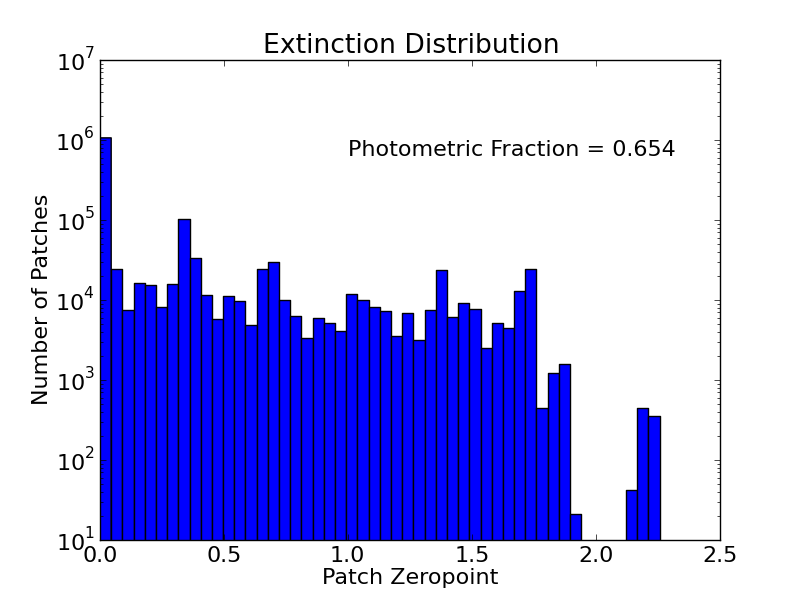 Extinction Distribution
10^7
10^6
10^5
10^4
10^3
10^2
10^1
Number of Patches
Photometric Fraction = 0.654
0.0 0.5 1.0 1.5 2.0 2.5
Patch Zeropoint